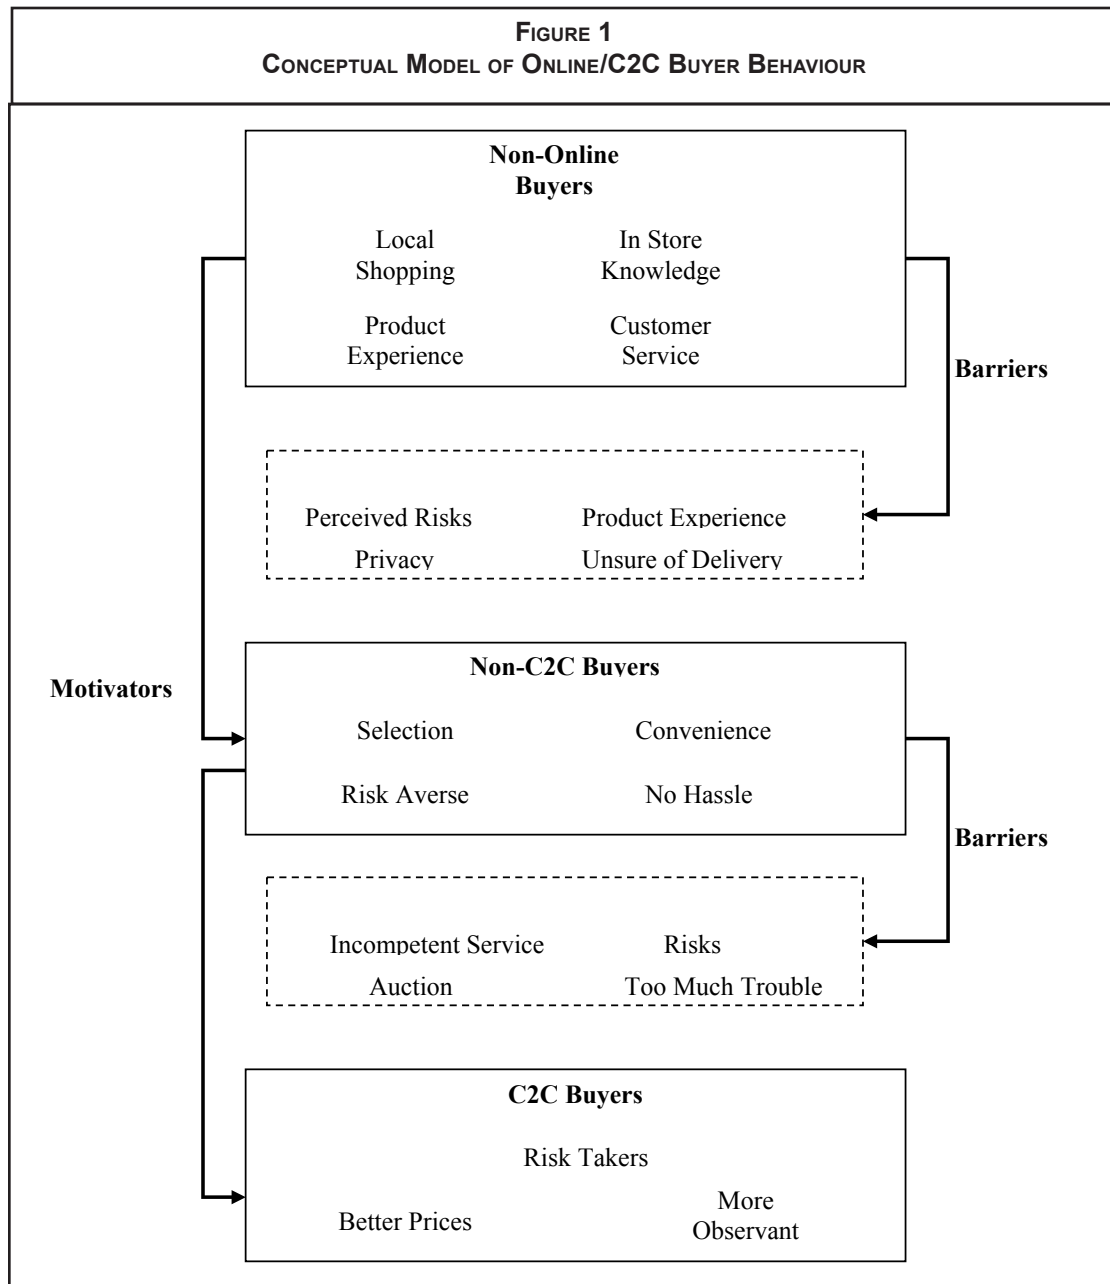 FIGURE 1
CONCEPTUAL MODEL OF ONLINE/C2C BUYER BEHAVIOUR
Non-Online
Buyers
Local
Shopping
In Store
Knowledge
Product
Experience
Customer
Service
Barriers
Perceived Risks
Product Experience
Privacy
Unsure of Delivery
Non-C2C Buyers
Motivators
Selection
Convenience
Risk Averse
No Hassle
Barriers
Incompetent Service
Risks
Auction
Too Much Trouble
C2C Buyers
Risk Takers
Better Prices
More
Observant